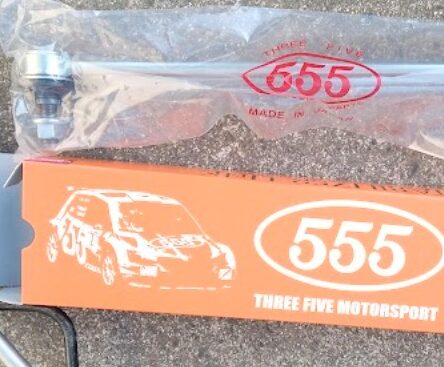 THREE FIVE
555
MADE IN JAPAN
555
THREE FIVE MOTORSPORT